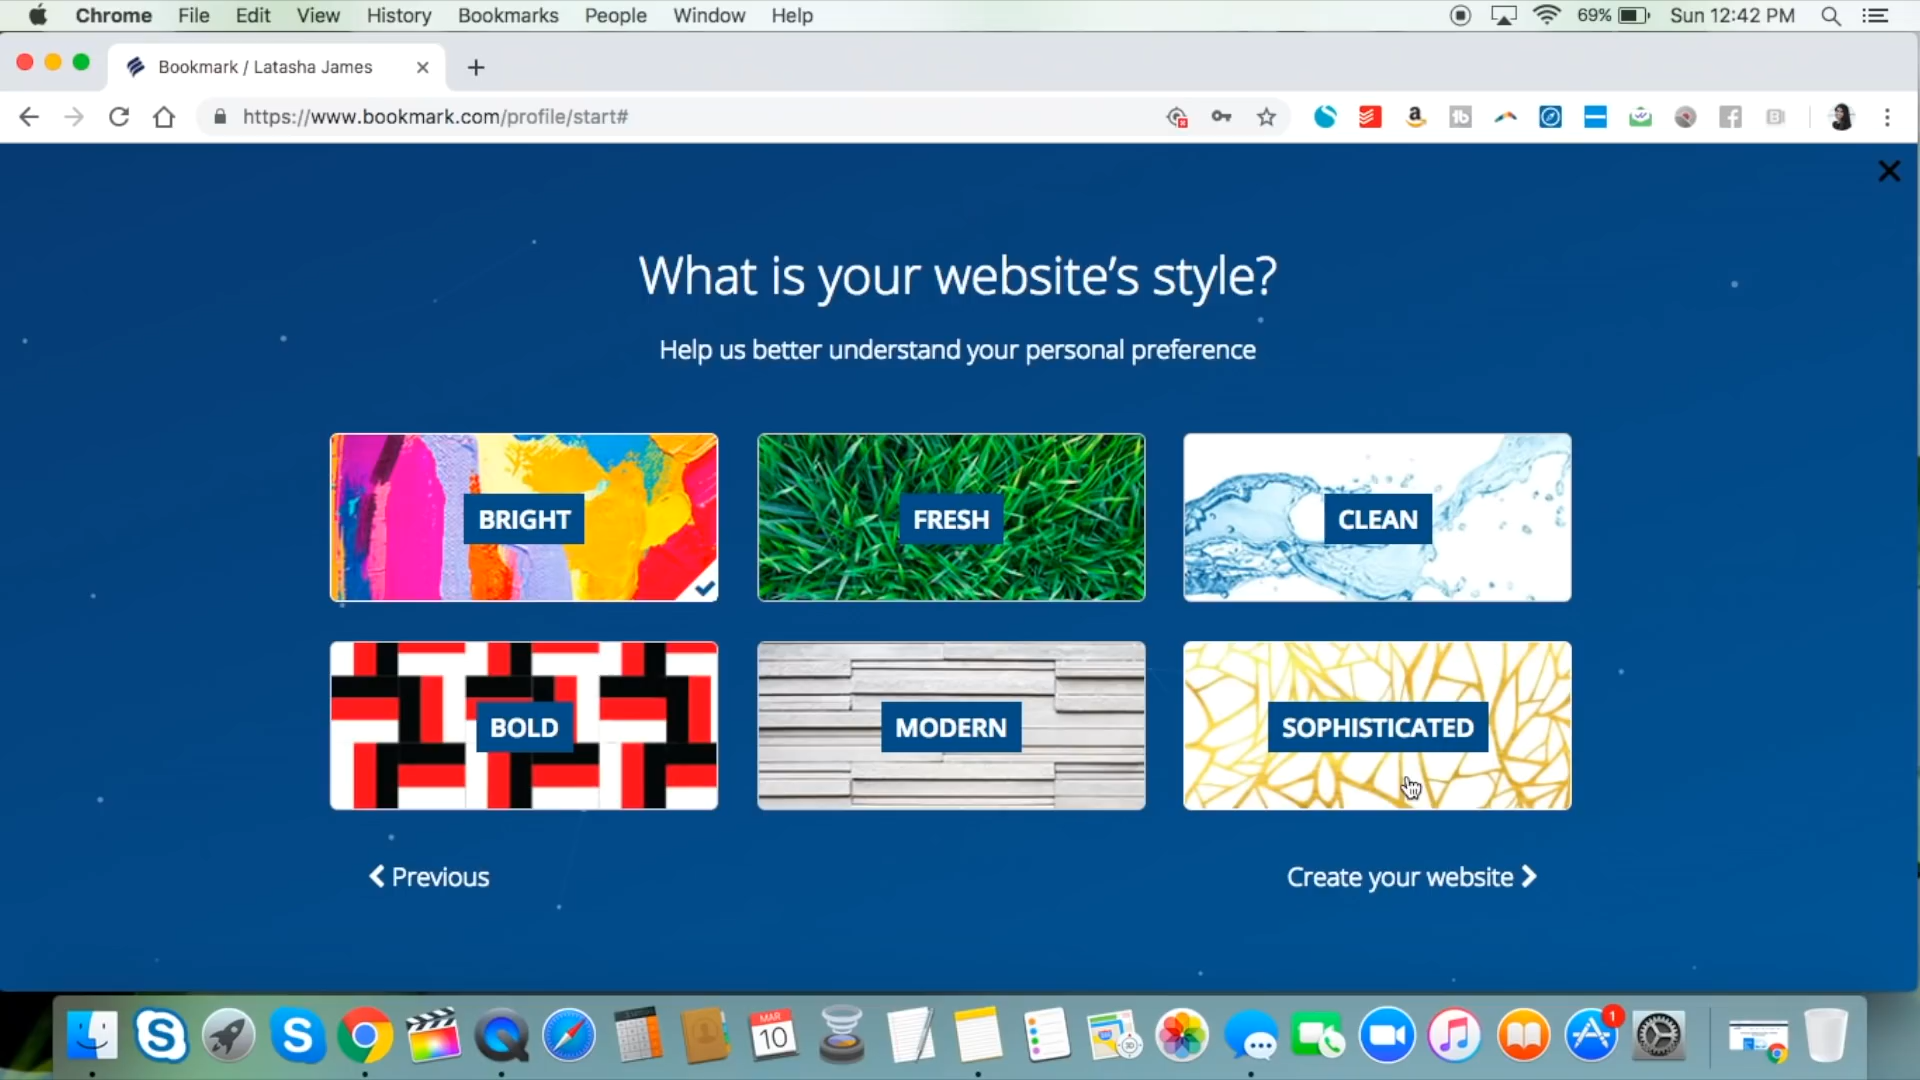 Chrome File Edit View History Bookmarks People Window Help 69% Sun 12:42 PM
Bookmark / Latasha James
https://www.bookmark.com/profile/start#
What is your website's style?
Help us better understand your personal preference
BRIGHT FRESH CLEAN
BOLD MODERN SOPHISTICATED
Previous Create your website
MAR
10
1